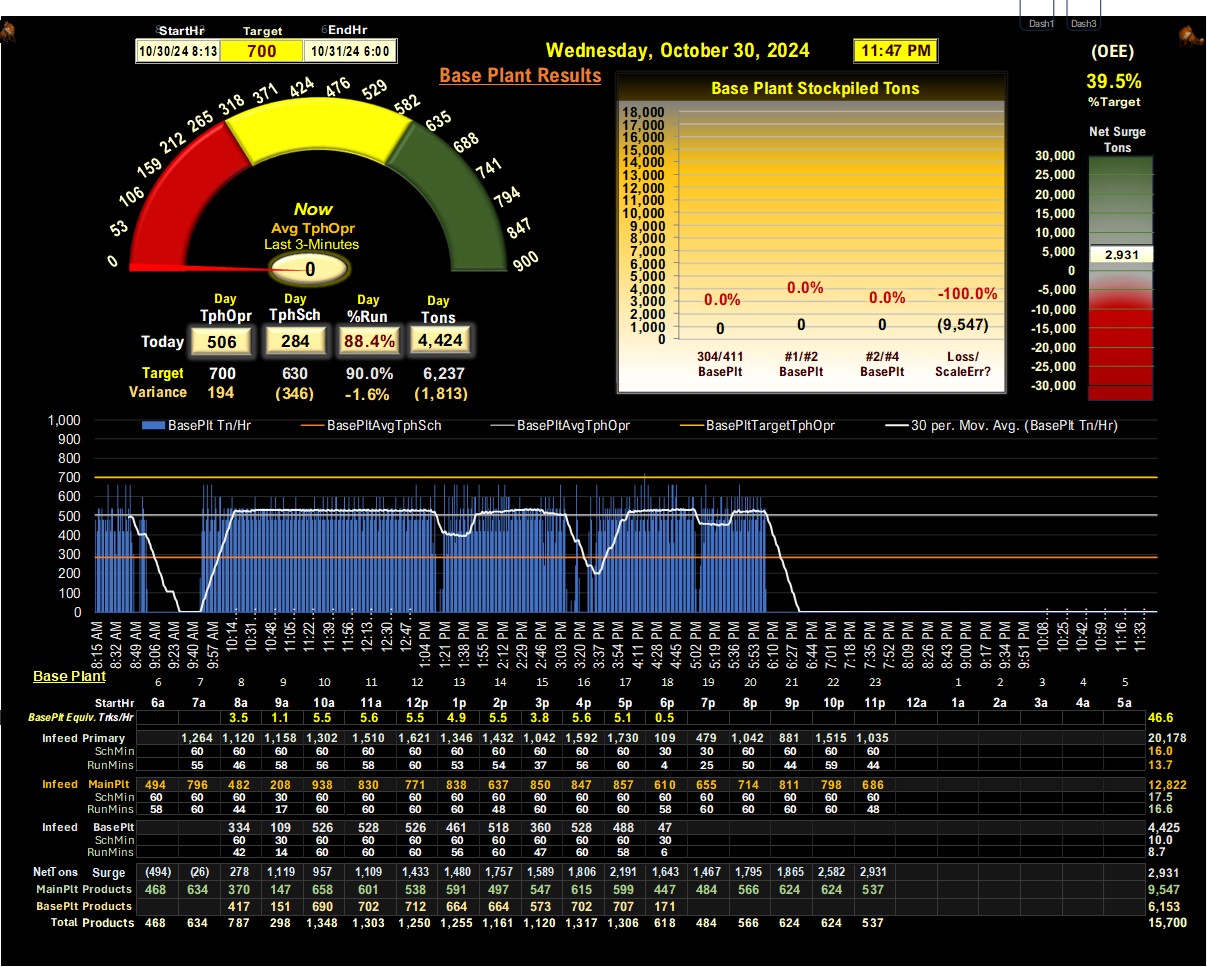 Dash1 Dash3
StartHr Target EndHr
10/30/24 8:13 700 10/31/24 6:00
Wednesday, October 30, 2024 11:47 PM
Base Plant Results
(OEE)
39.5%
%Target
Net Surge
Tons
30,000
25,000
20,000
15,000
10,000
5,000
2,931
0
-5,000
-10,000
-15,000
-20,000
-25,000
-30,000
0 53 106 159 212 265 318 371 424 476 529 582 635 688 741 794 847 900
Now
Avg TphOpr
Last 3-Minutes
0
Day Day Day Day
TphOpr TphSch %Run Tons
Today 506 284 88.4% 4,424
Target 700 630 90.0% 6,237
Variance 194 (346) -1.6% (1,813)
Base Plant Stockpiled Tons
18,000
17,000
16,000
15,000
14,000
13,000
12,000
11,000
10,000
9,000
8,000
7,000
6,000
5,000
4,000
3,000
2,000
1,000
0
0.0% 0.0% 0.0% -100.0%
0 0 0 (9,547)
304/411 #1/#2 #2/#4 Loss/
BasePlt BasePlt BasePlt ScaleErr?
BasePlt Tn/Hr BasePltAvgTphSch BasePltAvgTphOpr BasePltTargetTphOpr 30 per. Mov. Avg. (BasePlt Tn/Hr)
1,000
900
800
700
600
500
400
300
200
100
0
8:15 AM 8:32 AM 8:49 AM 9:06 AM 9:23 AM 9:40 AM 9:57 AM 10:14... 10:31... 10:48... 11:05... 11:22... 11:39... 11:56... 12:13... 12:30... 12:47... 1:04 PM 1:21 PM 1:38 PM 1:55 PM 2:12 PM 2:29 PM 2:46 PM 3:03 PM 3:20 PM 3:37 PM 3:54 PM 4:11 PM 4:28 PM 4:45 PM 5:02 PM 5:19 PM 5:36 PM 5:53 PM 6:10 PM 6:27 PM 6:44 PM 7:01 PM 7:18 PM 7:35 PM 7:52 PM 8:09 PM 8:26 PM 8:43 PM 9:00 PM 9:17 PM 9:34 PM 9:51 PM 10:08... 10:25... 10:42... 10:59... 11:16... 11:33...
Base Plant
6 7 8 9 10 11 12 13 14 15 16 17 18 19 20 21 22 23 1 2 3 4 5
StartHr 6a 7a 8a 9a 10a 11a 12p 1p 2p 3p 4p 5p 6p 7p 8p 9p 10p 11p 12a 1a 2a 3a 4a 5a
BasePlt Equiv. Trks/Hr 3.5 1.1 5.5 5.6 5.5 4.9 5.5 3.8 5.6 5.1 0.5 46.6
Infeed Primary 1,264 1,120 1,158 1,302 1,510 1,621 1,346 1,432 1,042 1,592 1,730 109 479 1,042 881 1,515 1,035 20,178
SchMin 60 60 60 60 60 60 60 60 60 60 60 30 30 60 60 60 60 16.0
RunMins 55 46 58 56 58 60 53 54 37 56 60 4 25 50 44 59 44 13.7
Infeed MainPlt 494 796 482 208 938 830 771 838 637 850 847 857 610 655 714 811 798 686 12,822
SchMin 60 60 60 30 60 60 60 60 60 60 60 60 60 60 60 60 60 60 17.5
RunMins 58 60 44 17 60 60 60 60 48 60 60 60 58 60 60 60 60 48 16.6
Infeed BasePlt 334 109 526 528 526 461 518 360 528 488 47 4,425
SchMin 60 30 60 60 60 60 60 60 60 60 30 10.0
RunMins 42 14 60 60 60 56 60 47 60 58 6 8.7
NetTons Surge (494) (26) 278 1,119 957 1,109 1,433 1,480 1,757 1,589 1,806 2,191 1,643 1,467 1,795 1,865 2,582 2,931 2,931
MainPlt Products 468 634 370 147 658 601 538 591 497 547 615 599 447 484 566 624 624 537 9,547
BasePlt Products 417 151 690 702 712 664 664 573 702 707 171 6,153
Total Products 468 634 787 298 1,348 1,303 1,250 1,255 1,161 1,120 1,317 1,306 618 484 566 624 624 537 15,700